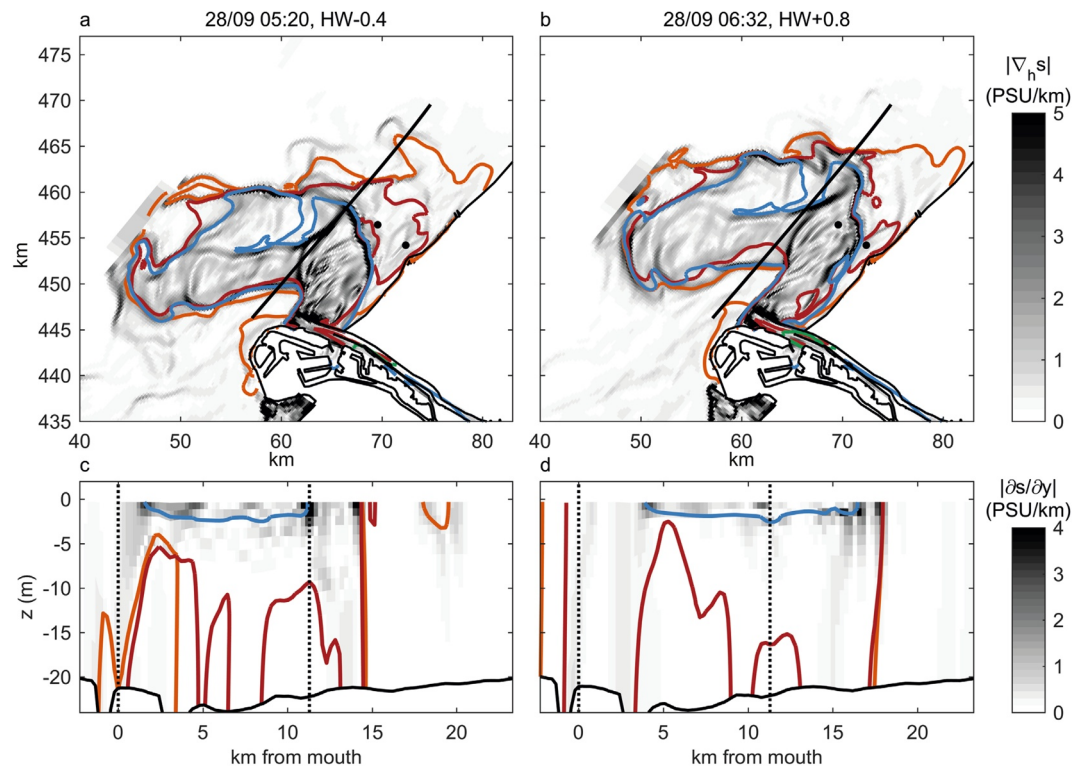 a
28/09 05:20, HW-0.4
b
28/09 06:32, HW+0.8
|∇hs|
(PSU/km)
475
470
465
460
455
450
445
440
435
km
40
50
60
70
80
km
40
50
60
70
80
km
5
4
3
2
1
0
c
d
|∂s/∂y|
(PSU/km)
0
-5
-10
-15
-20
z (m)
0
5
10
15
20
km from mouth
0
5
10
15
20
km from mouth
4
3
2
1
0